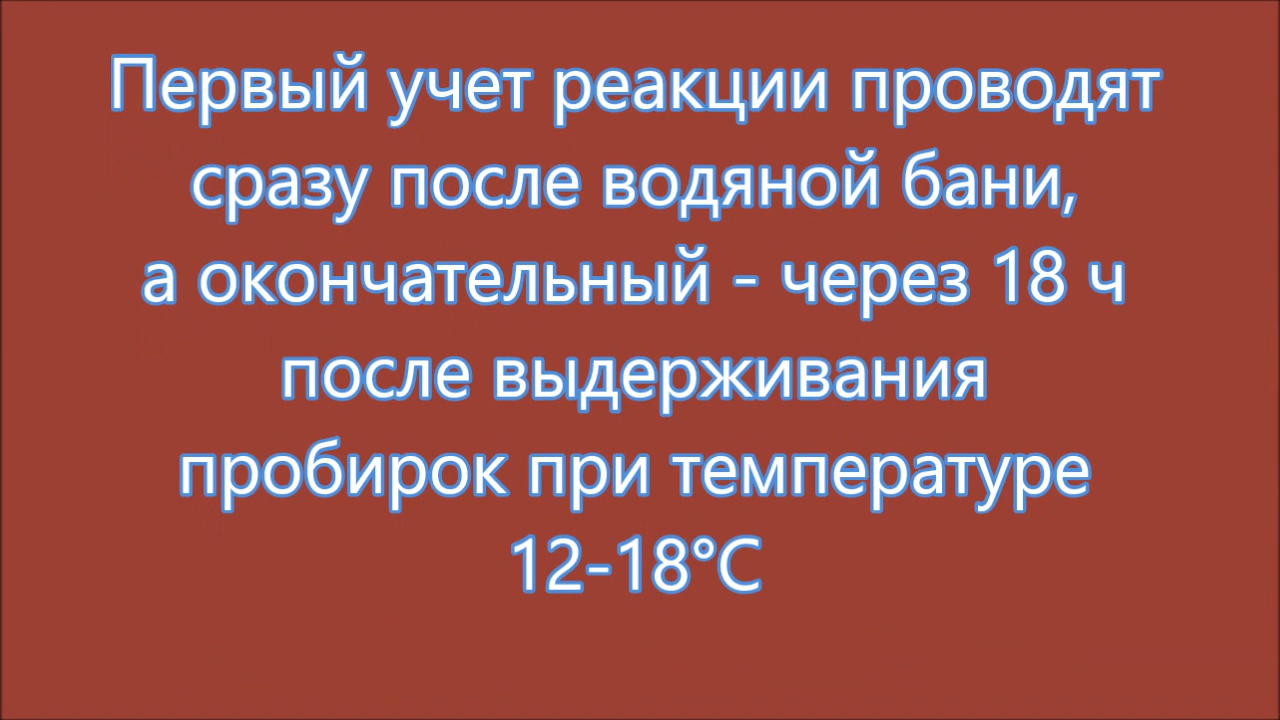 Первый учет реакции проводят
сразу после водяной бани,
а окончательный - через 18 ч
после выдерживания
пробирок при температуре
12-18°С